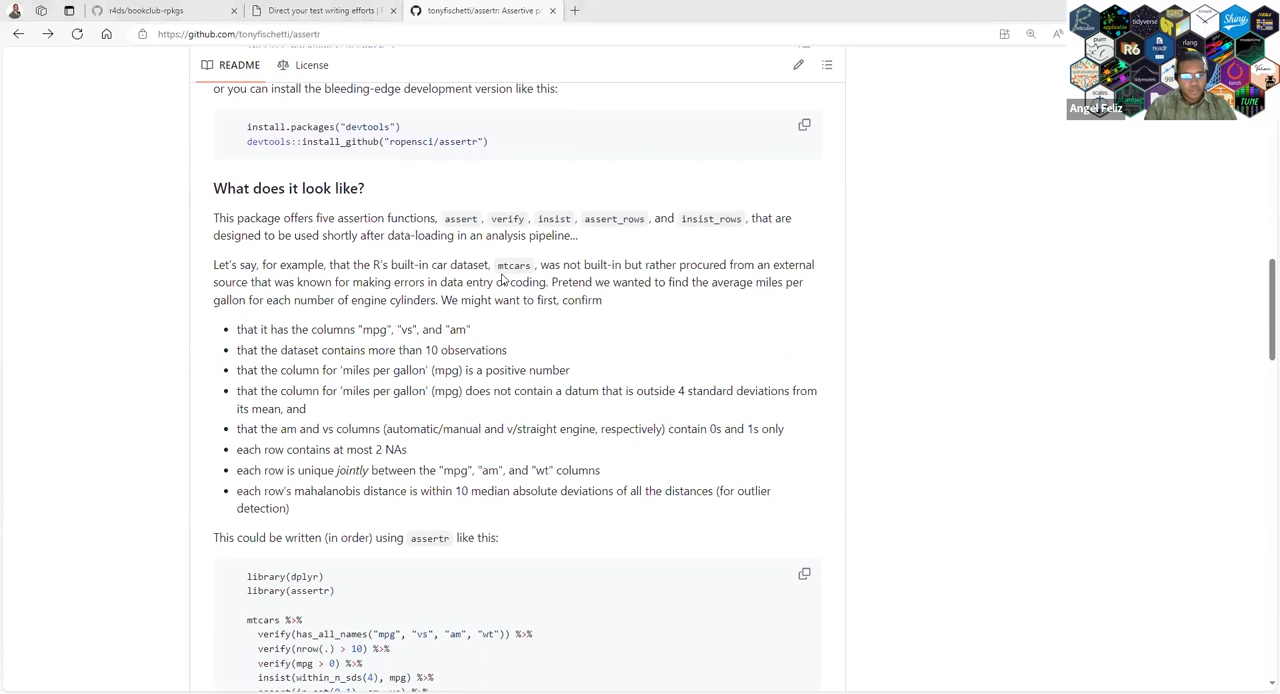 r4ds/bookclub-rpkgs
Direct your test writing efforts |
tonyfischetti/assertr: Assertive p
https://github.com/tonyfischetti/assertr
README
License
or you can install the bleeding-edge development version like this:
install.packages("devtools")
devtools::install_github("ropensci/assertr")
What does it look like?
This package offers five assertion functions, assert, verify, insist, assert_rows, and insist_rows, that are
designed to be used shortly after data-loading in an analysis pipeline...
Let's say, for example, that the R's built-in car dataset, mtcars, was not built-in but rather procured from an external
source that was known for making errors in data entry or coding. Pretend we wanted to find the average miles per
gallon for each number of engine cylinders. We might want to first, confirm
• that it has the columns "mpg", "vs", and "am"
• that the dataset contains more than 10 observations
• that the column for 'miles per gallon' (mpg) is a positive number
• that the column for 'miles per gallon' (mpg) does not contain a datum that is outside 4 standard deviations from
its mean, and
• that the am and vs columns (automatic/manual and v/straight engine, respectively) contain 0s and 1s only
• each row contains at most 2 NAs
• each row is unique jointly between the "mpg", "am", and "wt" columns
• each row's mahalanobis distance is within 10 median absolute deviations of all the distances (for outlier
detection)
This could be written (in order) using assertr like this:
library(dplyr)
library(assertr)
mtcars %>%
verify(has_all_names("mpg", "vs", "am", "wt")) %>%
verify(nrow(.) > 10) %>%
verify(mpg > 0) %>%
insist(within_n_sds(4), mpg) %>%
Angel Feliz
tidyverse
Shiny
purrr
R6
readr
rlang
tidymodels
torch
scales
TUNE